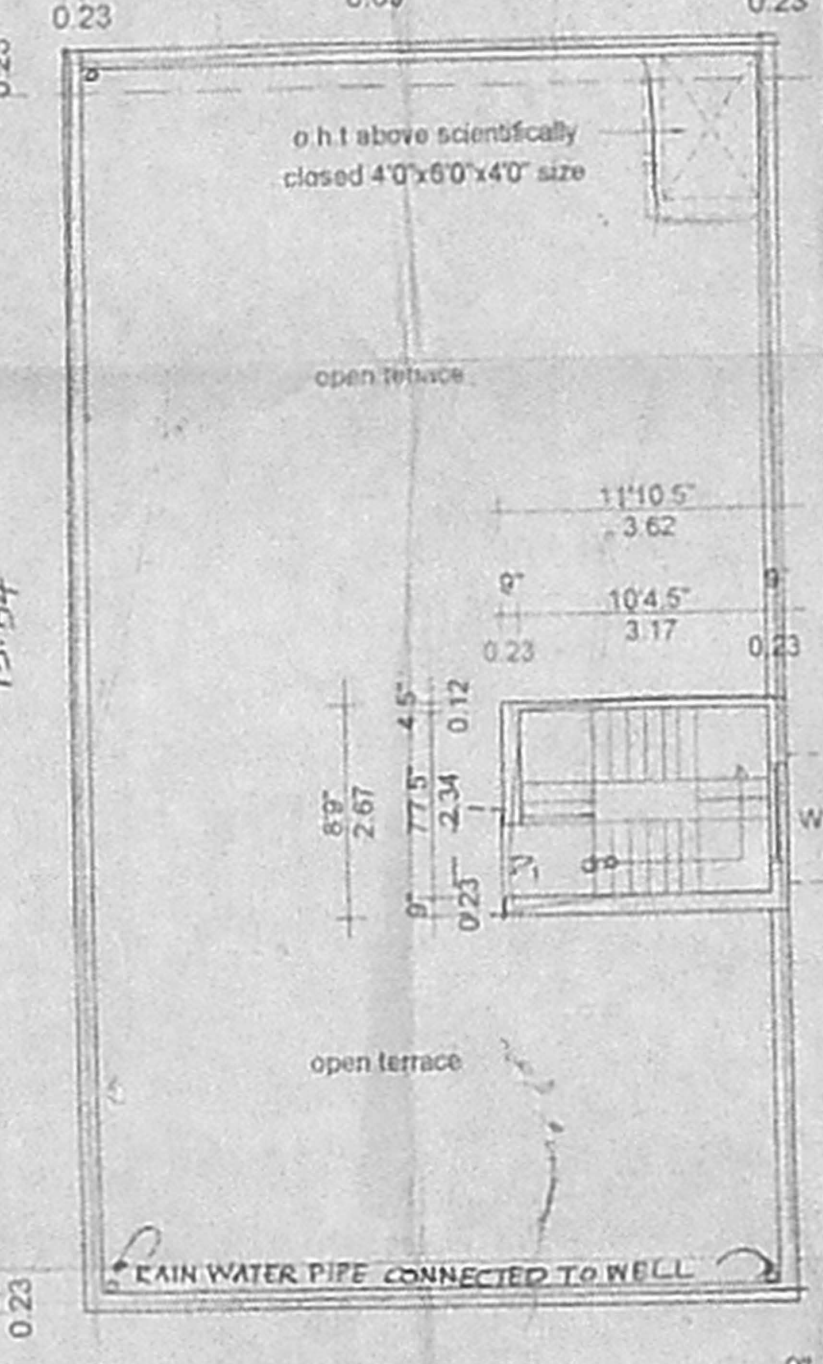 0.23
0.23
0.23
o.h.t above scientifically
closed 4'0"x6'0"x4'0" size
open terrace
11'10.5"
3.62
9"
9"
10'4.5"
3.17
0.23
0.23
4.5"
0.12
8'9"
2.67
7'7.5"
2.34
9"
0.23
D1
W
open terrace
RAIN WATER PIPE CONNECTED TO WELL
0.23